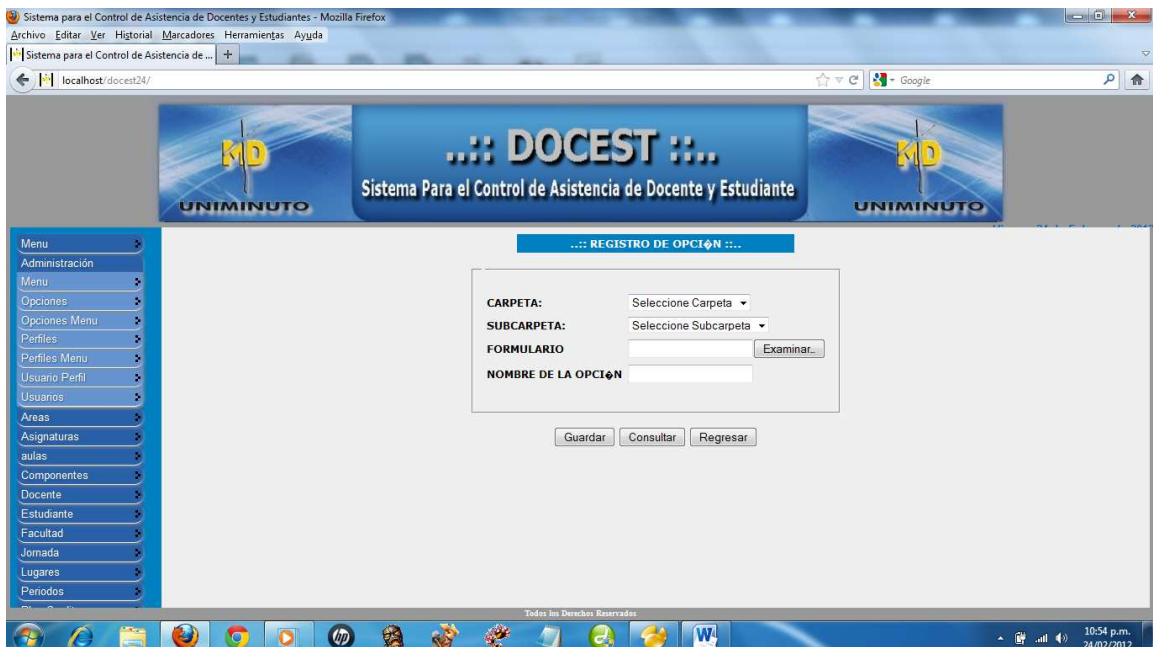 Sistema para el Control de Asistencia de Docentes y Estudiantes - Mozilla Firefox
Archivo Editar Ver Historial Marcadores Herramientas Ayuda
Sistema para el Control de Asistencia de ... +
localhost/docest24/
Google
MD
UNIMINUTO
..:: DOCEST ::..
Sistema Para el Control de Asistencia de Docente y Estudiante
MD
UNIMINUTO
Menu
Administración
Menu
Opciones
Opciones Menu
Perfiles
Perfiles Menu
Usuario Perfil
Usuarios
Areas
Asignaturas
aulas
Componentes
Docente
Estudiante
Facultad
Jornada
Lugares
Periodos
..:: REGISTRO DE OPCI�N ::..
CARPETA: Seleccione Carpeta
SUBCARPETA: Seleccione Subcarpeta
FORMULARIO Examinar...
NOMBRE DE LA OPCI�N
Guardar Consultar Regresar
Todos los Derechos Reservados
hp
W
10:54 p.m.
24/02/2012